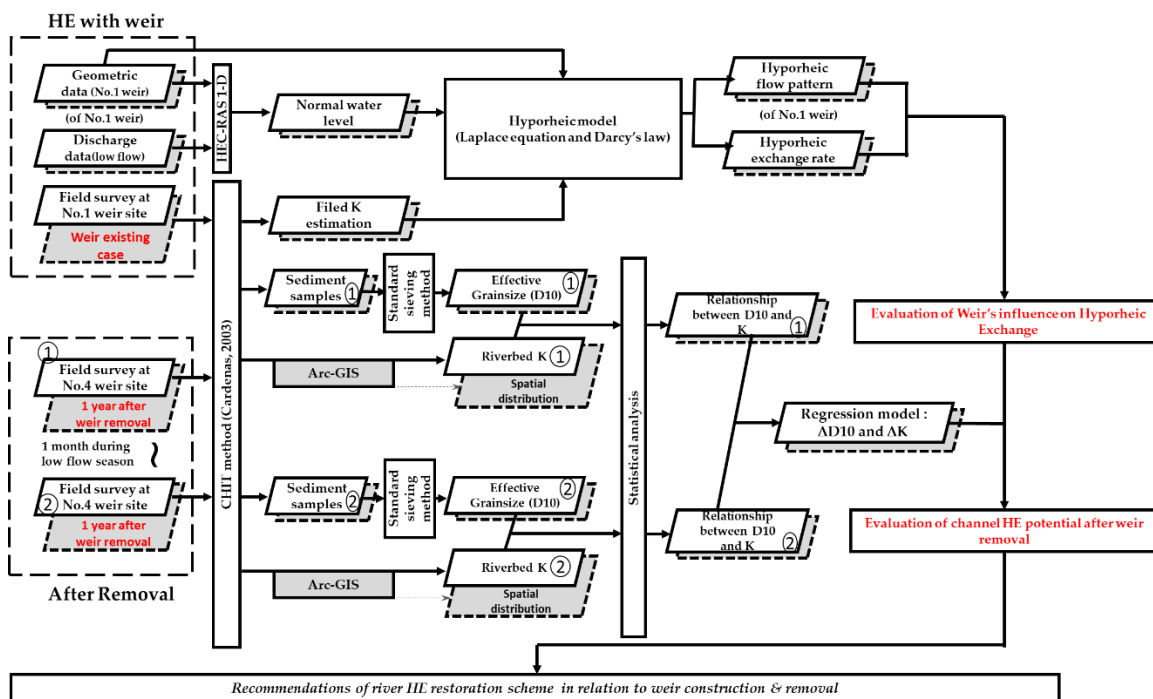 HE with weir
Geometric
data (No.1 weir)
(of No.1 weir)
Discharge
data(low flow)
Field survey at
No.1 weir site
Weir existing
case
HEC-RAS 1-D
Normal water
level
Hyporheic model
(Laplace equation and Darcy's law)
Hyporheic
flow pattern
(of No.1 weir)
Hyporheic
exchange rate
Filed K
estimation
CHIT method (Cardenas, 2003)
Sediment
samples ①
Standard
sieving
method
Effective ①
Grainsize (D10)
Riverbed K ①
Arc-GIS
Spatial
distribution
①
Field survey at
No.4 weir site
1 year after
weir removal
1 month during
low flow season
~
Field survey at
② No.4 weir site
1 year after
weir removal
After Removal
Sediment
samples ②
Standard
sieving
method
Effective ②
Grainsize (D10)
Riverbed K ②
Arc-GIS
Spatial
distribution
Statistical analysis
Relationship
between D10 and
K ①
Relationship
between D10
and K ②
Regression model :
ΔD10 and ΔK
Evaluation of Weir's influence on Hyporheic
Exchange
Evaluation of channel HE potential after weir
removal
Recommendations of river HE restoration scheme in relation to weir construction & removal